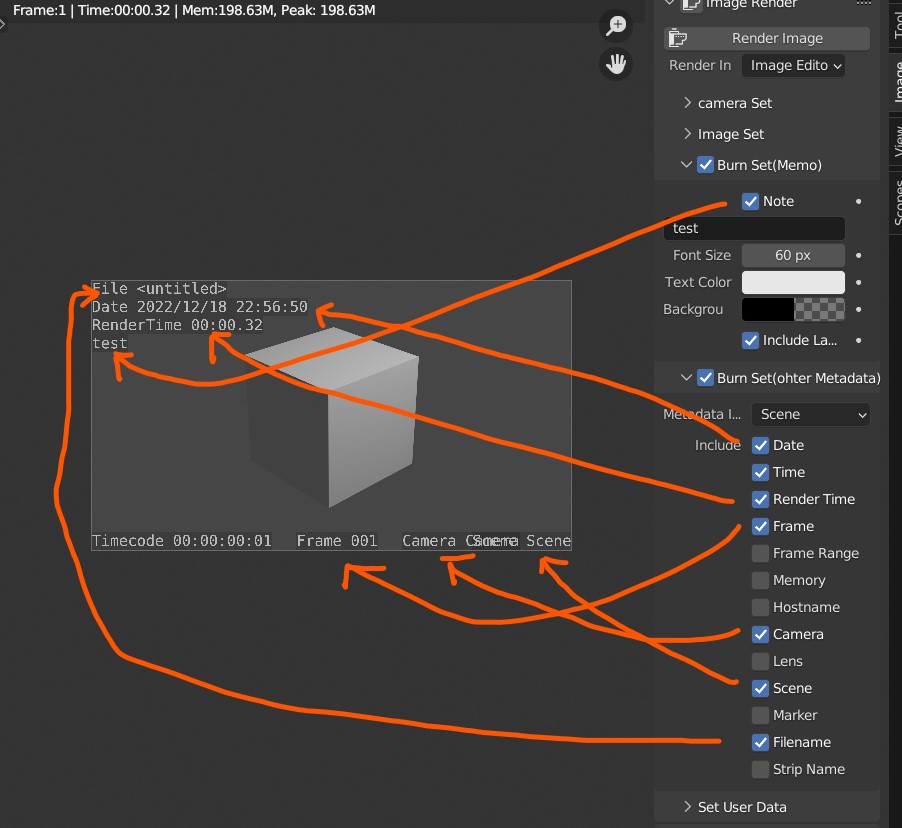 Frame:1 | Time:00:00.32 | Mem:198.63M, Peak: 198.63M
Image Render
Render Image
Render In Image Edito
camera Set
Image Set
Burn Set(Memo)
Note
test
Font Size 60 px
Text Color
Backgrou
Include La...
Burn Set(ohter Metadata)
Metadata I... Scene
Include Date
Time
Render Time
Frame
Frame Range
Memory
Hostname
Camera
Lens
Scene
Marker
Filename
Strip Name
Set User Data
File <untitled>
Date 2022/12/18 22:56:50
RenderTime 00:00.32
test
Timecode 00:00:00:01 Frame 001 Camera Scene
Tool
Image
View
Scopes